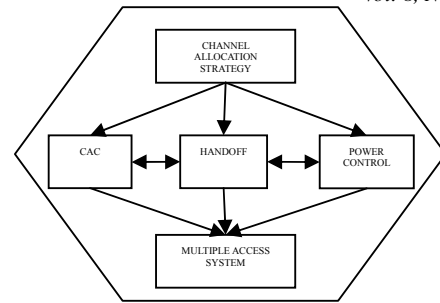 CHANNEL
ALLOCATION
STRATEGY
CAC
HANDOFF
POWER
CONTROL
MULTIPLE ACCESS
SYSTEM